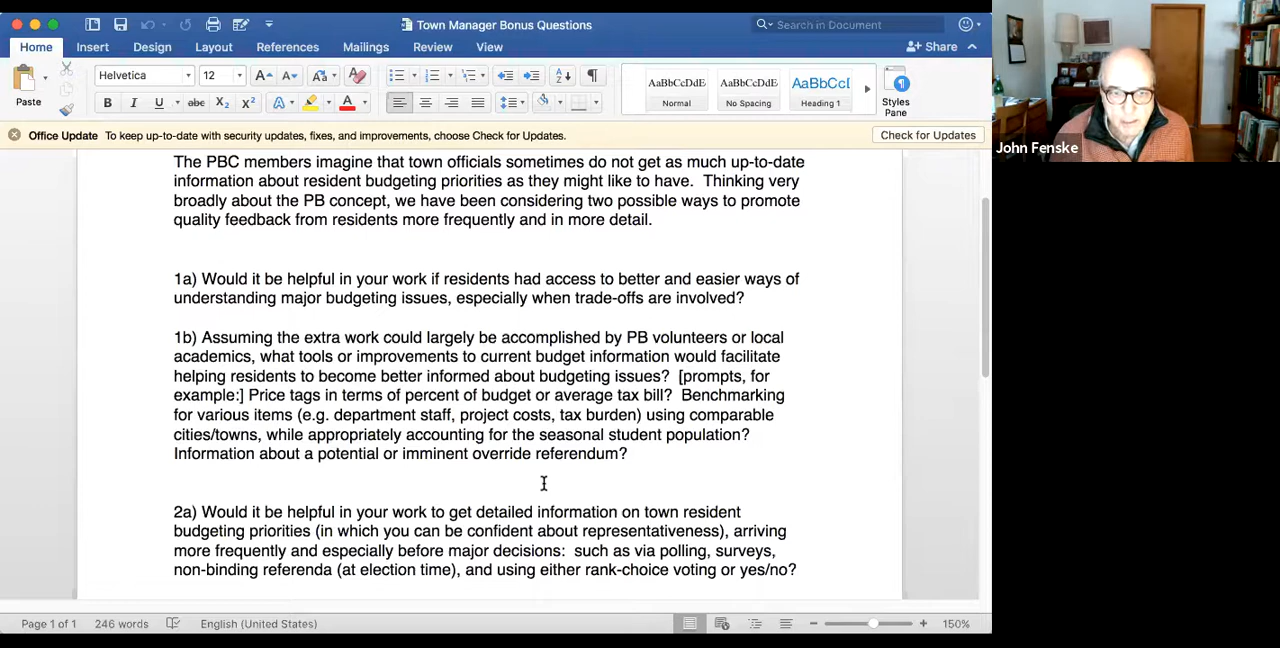 Town Manager Bonus Questions
Search in Document
Home Insert Design Layout References Mailings Review View
Share
Paste
Helvetica 12
AaBbCcDdE AaBbCcDdE AaBbCcI
Normal No Spacing Heading 1
Styles Pane
Office Update To keep up-to-date with security updates, fixes, and improvements, choose Check for Updates.
Check for Updates
John Fenske
The PBC members imagine that town officials sometimes do not get as much up-to-date
information about resident budgeting priorities as they might like to have. Thinking very
broadly about the PB concept, we have been considering two possible ways to promote
quality feedback from residents more frequently and in more detail.
1a) Would it be helpful in your work if residents had access to better and easier ways of
understanding major budgeting issues, especially when trade-offs are involved?
1b) Assuming the extra work could largely be accomplished by PB volunteers or local
academics, what tools or improvements to current budget information would facilitate
helping residents to become better informed about budgeting issues? [prompts, for
example:] Price tags in terms of percent of budget or average tax bill? Benchmarking
for various items (e.g. department staff, project costs, tax burden) using comparable
cities/towns, while appropriately accounting for the seasonal student population?
Information about a potential or imminent override referendum?
2a) Would it be helpful in your work to get detailed information on town resident
budgeting priorities (in which you can be confident about representativeness), arriving
more frequently and especially before major decisions: such as via polling, surveys,
non-binding referenda (at election time), and using either rank-choice voting or yes/no?
Page 1 of 1 246 words English (United States) 150%